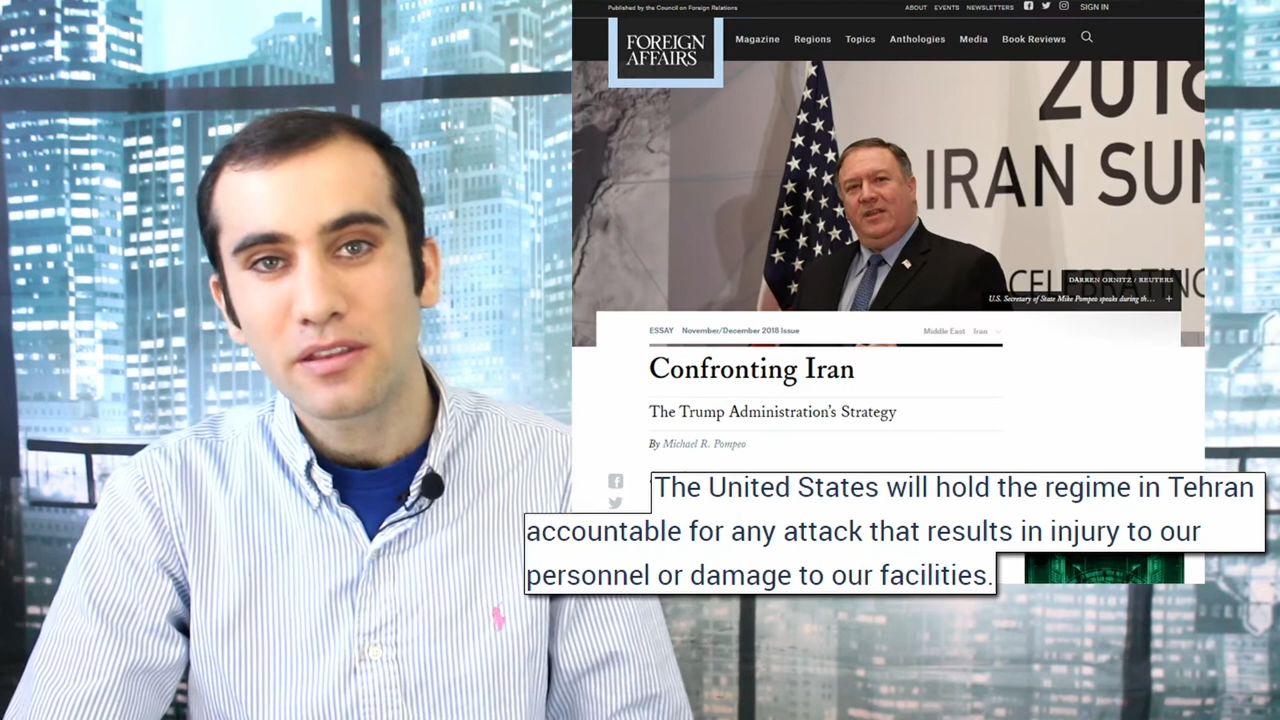 Published by the Council on Foreign Relations
ABOUT EVENTS NEWSLETTERS SIGN IN
FOREIGN
AFFAIRS
Magazine Regions Topics Anthologies Media Book Reviews
2018
IRAN SUM
CELEBRATING
DARREN ORNITZ / REUTERS
U.S. Secretary of State Mike Pompeo speaks during th... +
ESSAY November/December 2018 Issue Middle East Iran
Confronting Iran
The Trump Administration's Strategy
By Michael R. Pompeo
The United States will hold the regime in Tehran
accountable for any attack that results in injury to our
personnel or damage to our facilities.